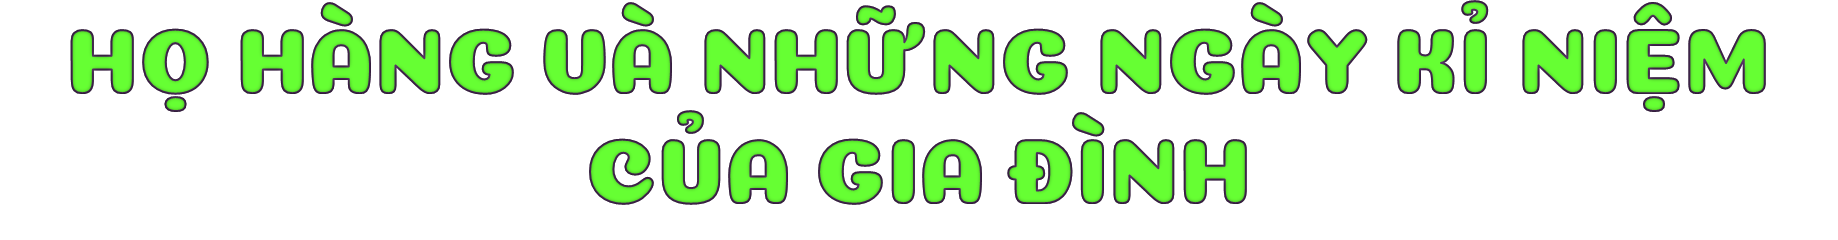 HỌ HÀNG VÀ NHỮNG NGÀY KỈ NIỆM
CỦA GIA ĐÌNH